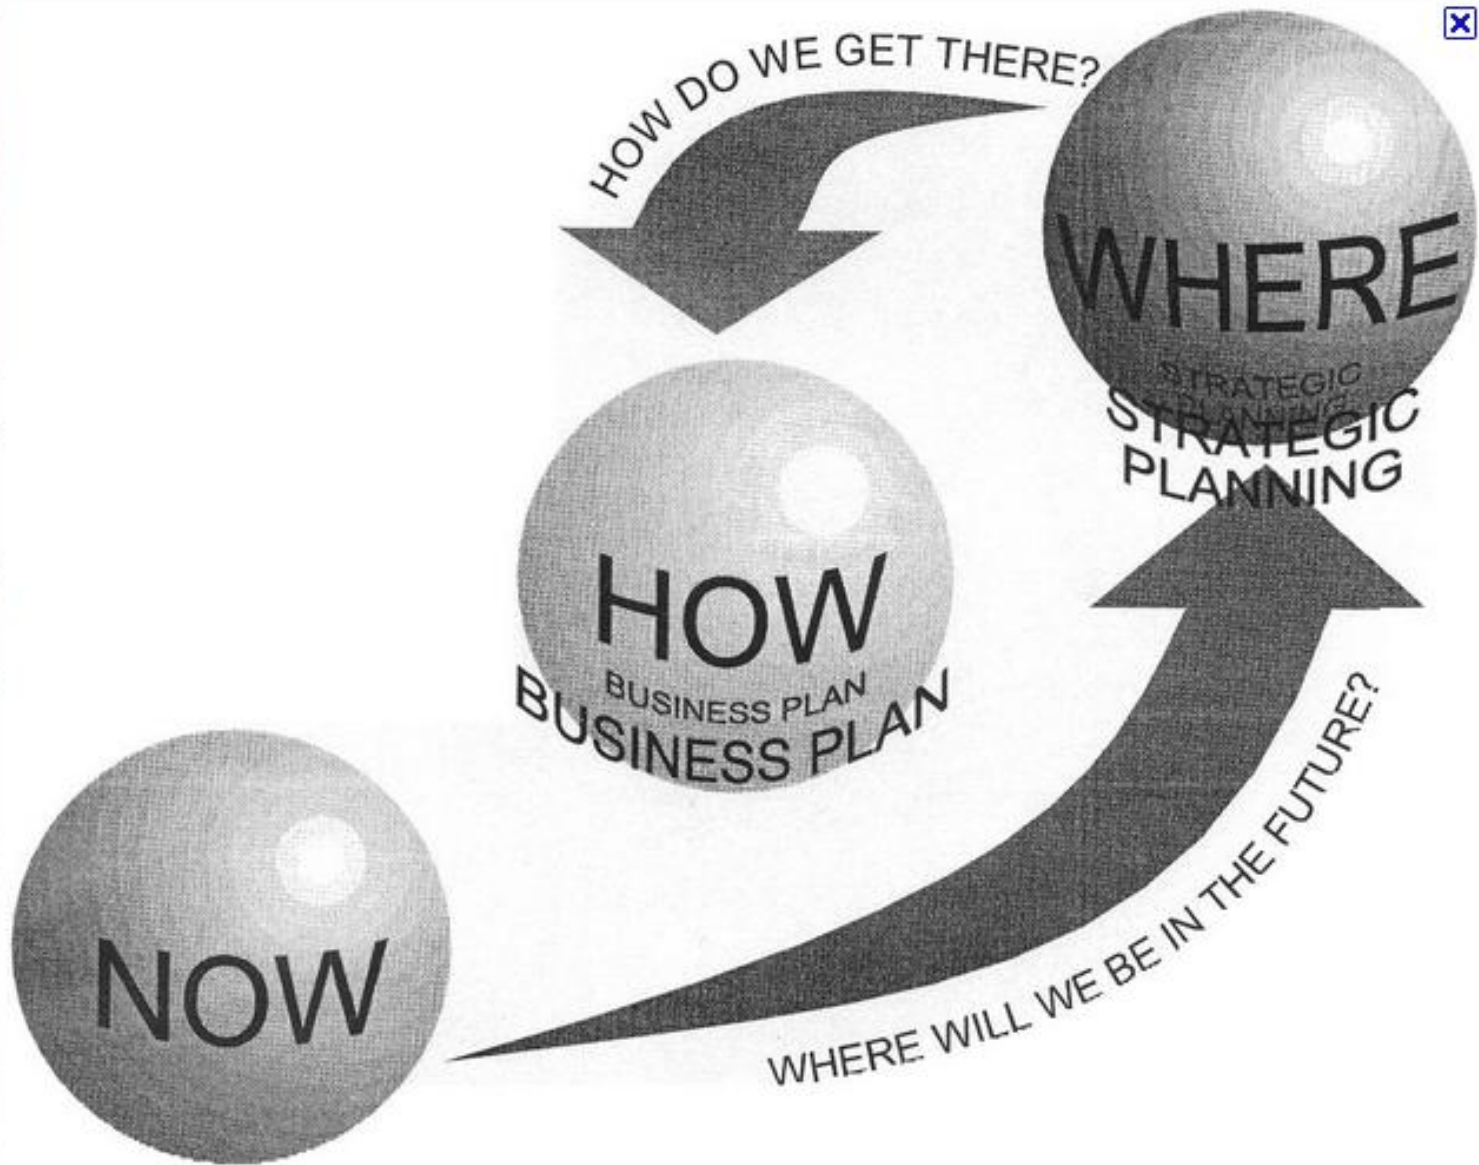 HOW DO WE GET THERE?
WHERE
STRATEGIC
PLANNING
STRATEGIC
PLANNING
HOW
BUSINESS PLAN
BUSINESS PLAN
NOW
WHERE WILL WE BE IN THE FUTURE?